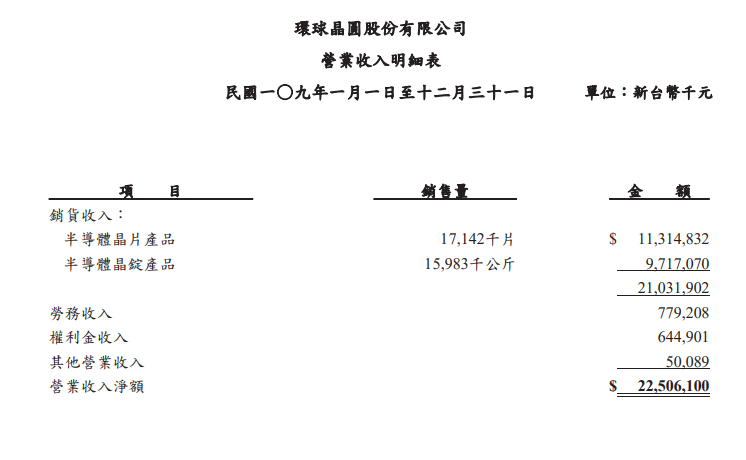 環球晶圓股份有限公司
營業收入明細表
民國一〇九年一月一日至十二月三十一日 單位：新台幣千元
項 目 銷售量 金 額
銷貨收入：
半導體晶片產品 17,142千片 $ 11,314,832
半導體晶錠產品 15,983千公斤 9,717,070
21,031,902
勞務收入 779,208
權利金收入 644,901
其他營業收入 50,089
營業收入淨額 $ 22,506,100